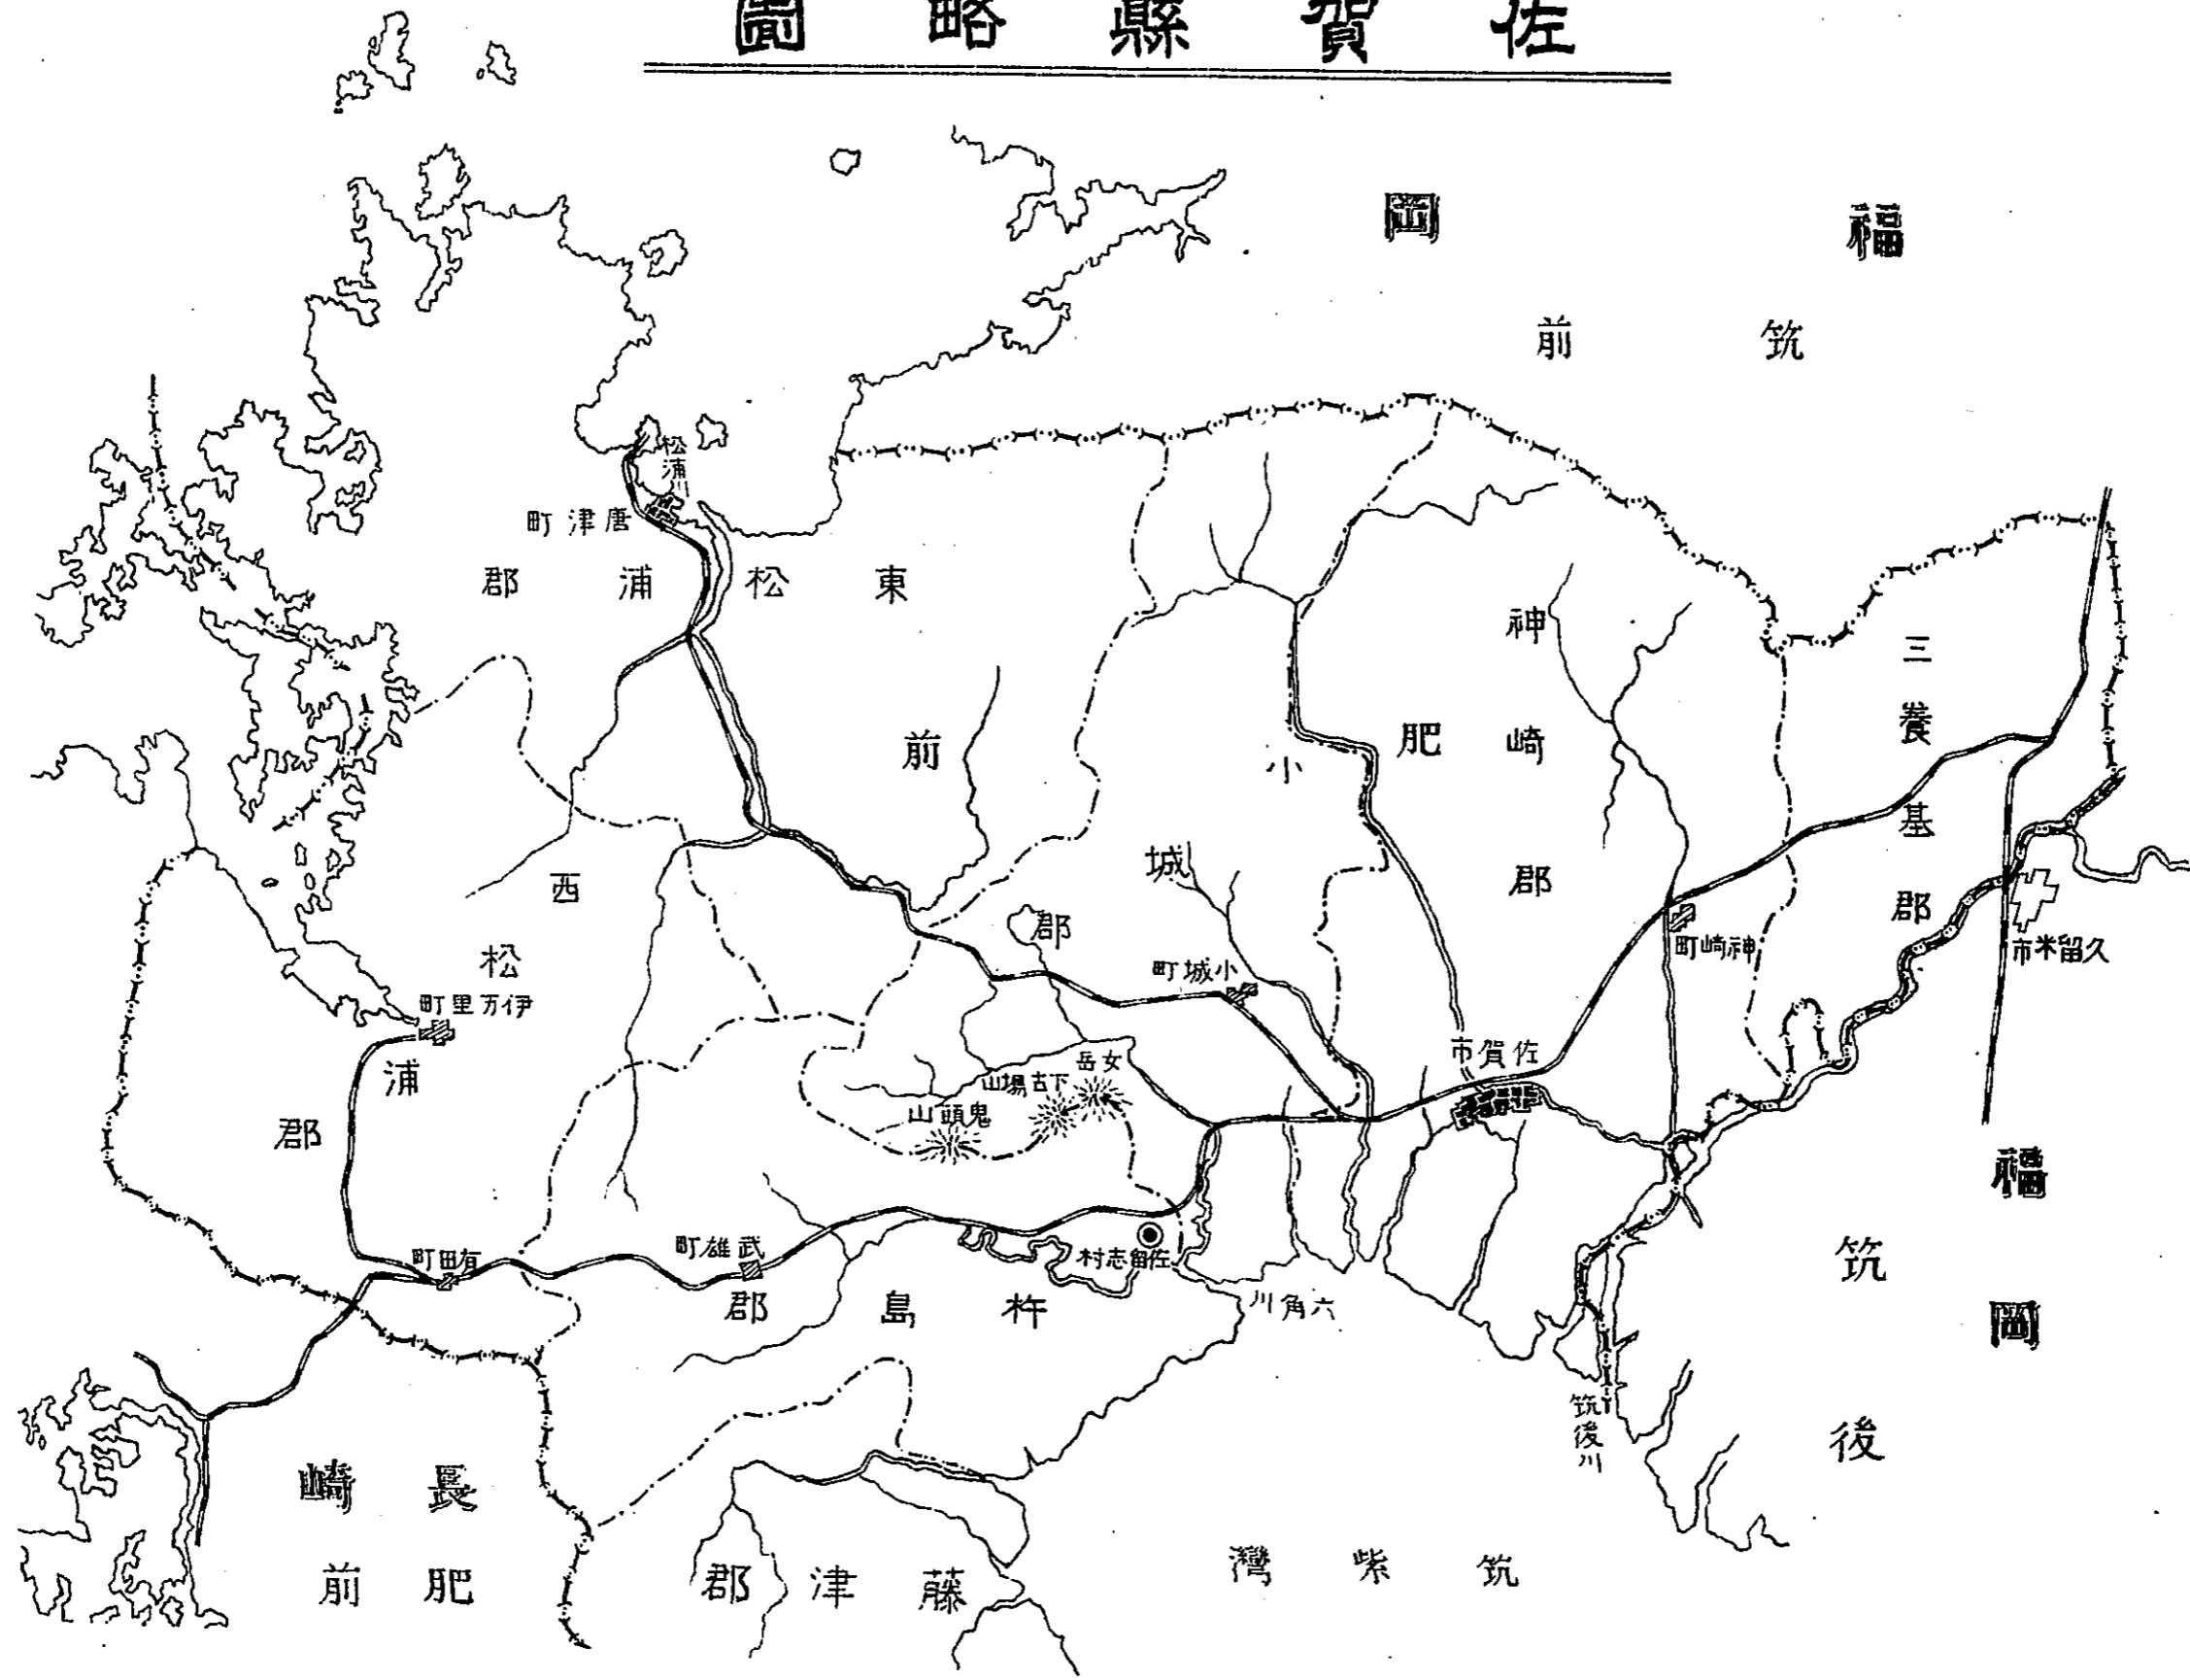 佐賀縣略圖
福岡
筑前
松浦川
唐津町
東松浦郡
神崎郡
三養基郡
肥前
小城郡
西松浦郡
神崎町
久留米市
小城町
伊万里町
佐賀市
女岳
下古場山
鬼頭山
福岡
筑後
有田町
武雄町
佐留志村
杵島郡
六角川
筑後川
長崎
肥前
藤津郡
筑紫灣